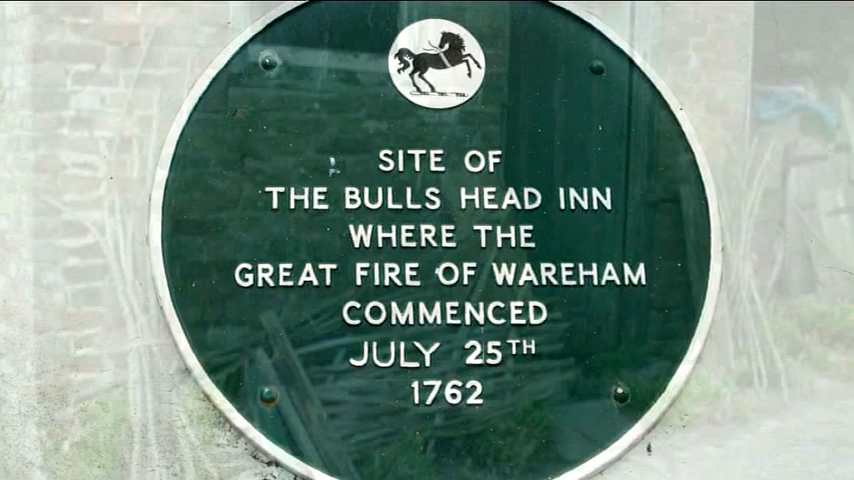 SITE OF
THE BULLS HEAD INN
WHERE THE
GREAT FIRE OF WAREHAM
COMMENCED
JULY 25TH
1762